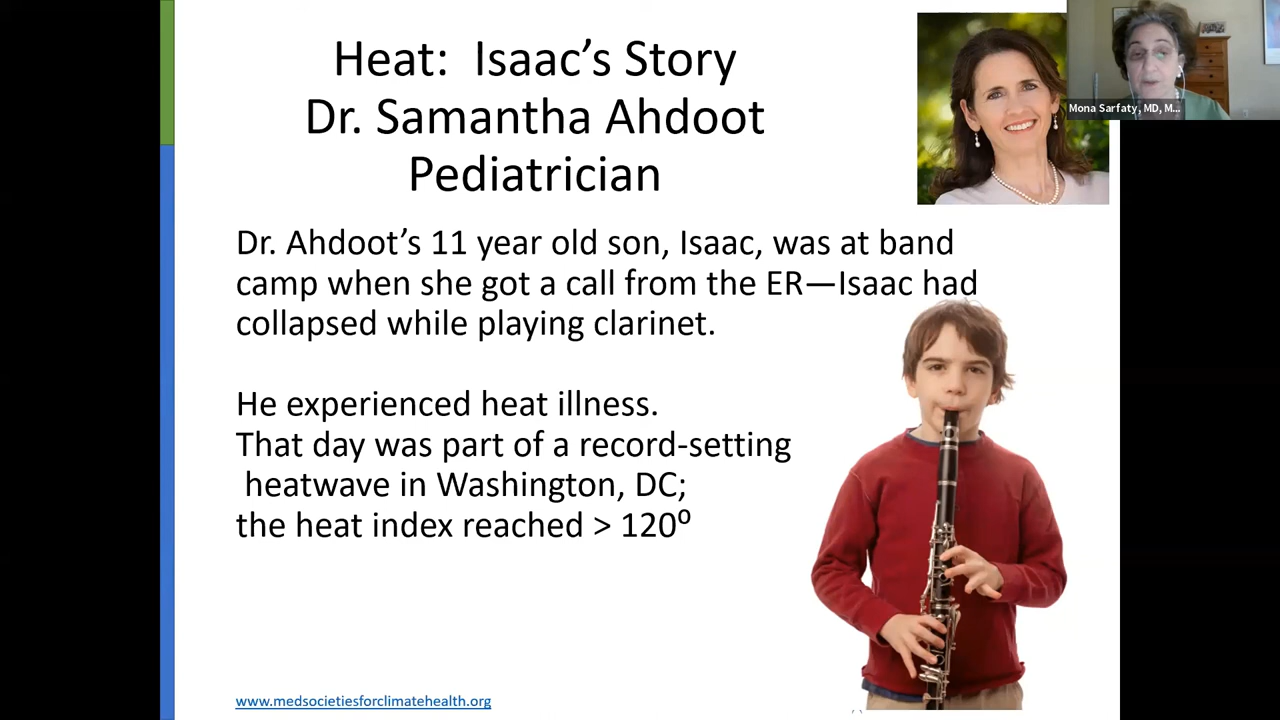 Heat:  Isaac’s Story
Dr. Samantha Ahdoot
Pediatrician
Mona Sarfaty, MD, M...
Dr. Ahdoot’s 11 year old son, Isaac, was at band
camp when she got a call from the ER—Isaac had
collapsed while playing clarinet.
He experienced heat illness.
That day was part of a record-setting
heatwave in Washington, DC;
the heat index reached > 120⁰
www.medsocietiesforclimatehealth.org